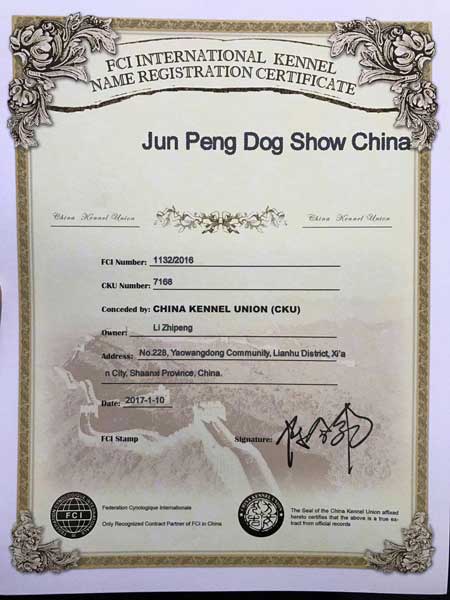 FCI INTERNATIONAL KENNEL
NAME REGISTRATION CERTIFICATE
Jun Peng Dog Show China
China Kennel Union
China Kennel Union
FCI Number: 1132/2016
CKU Number: 7168
Conceded by: CHINA KENNEL UNION (CKU)
Owner: Li Zhipeng
Address: No.228, Yaowangdong Community, Lianhu District, Xi'a
n City, Shaanxi Province, China.
Date: 2017-1-10
FCI Stamp
Signature:
FCI
Federation Cynologique Internationale
Only Recognized Contract Partner of FCI in China
The Seal of the China Kennel Union affixed
hereto certifies that the above is a true ex-
tract from official records